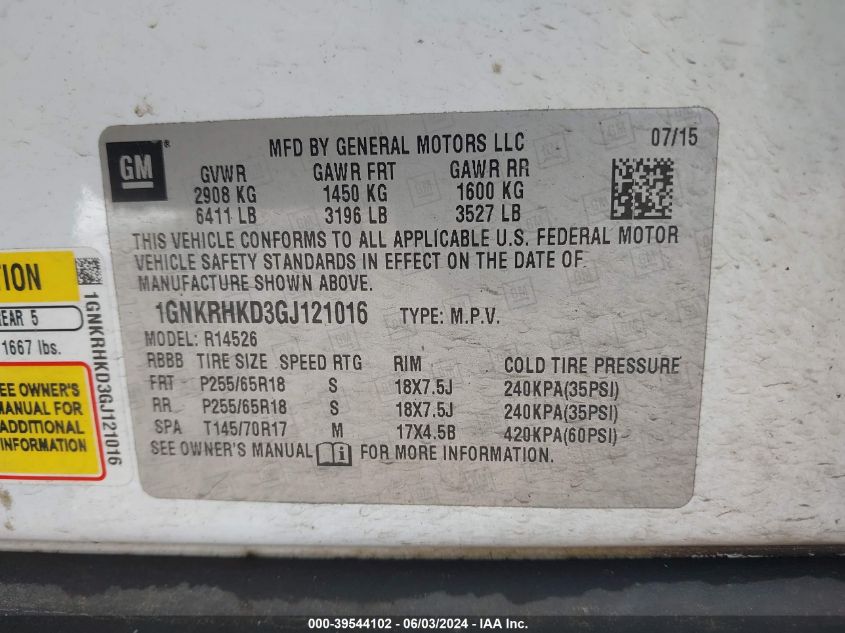 GM ®
MFD BY GENERAL MOTORS LLC 07/15
GVWR GAWR FRT GAWR RR
2908 KG 1450 KG 1600 KG
6411 LB 3196 LB 3527 LB
THIS VEHICLE CONFORMS TO ALL APPLICABLE U.S. FEDERAL MOTOR
VEHICLE SAFETY STANDARDS IN EFFECT ON THE DATE OF
MANUFACTURE SHOWN ABOVE.
1GNKRHKD3GJ121016 TYPE: M.P.V.
MODEL: R14526
RBBB TIRE SIZE SPEED RTG RIM COLD TIRE PRESSURE
FRT P255/65R18 S 18X7.5J 240KPA(35PSI)
RR P255/65R18 S 18X7.5J 240KPA(35PSI)
SPA T145/70R17 M 17X4.5B 420KPA(60PSI)
SEE OWNER'S MANUAL FOR MORE INFORMATION.
REAR 5
1667 lbs.
SEE OWNER'S
MANUAL FOR
ADDITIONAL
INFORMATION
1GNKRHKD3GJ121016
000-39544102 - 06/03/2024 - IAA Inc.